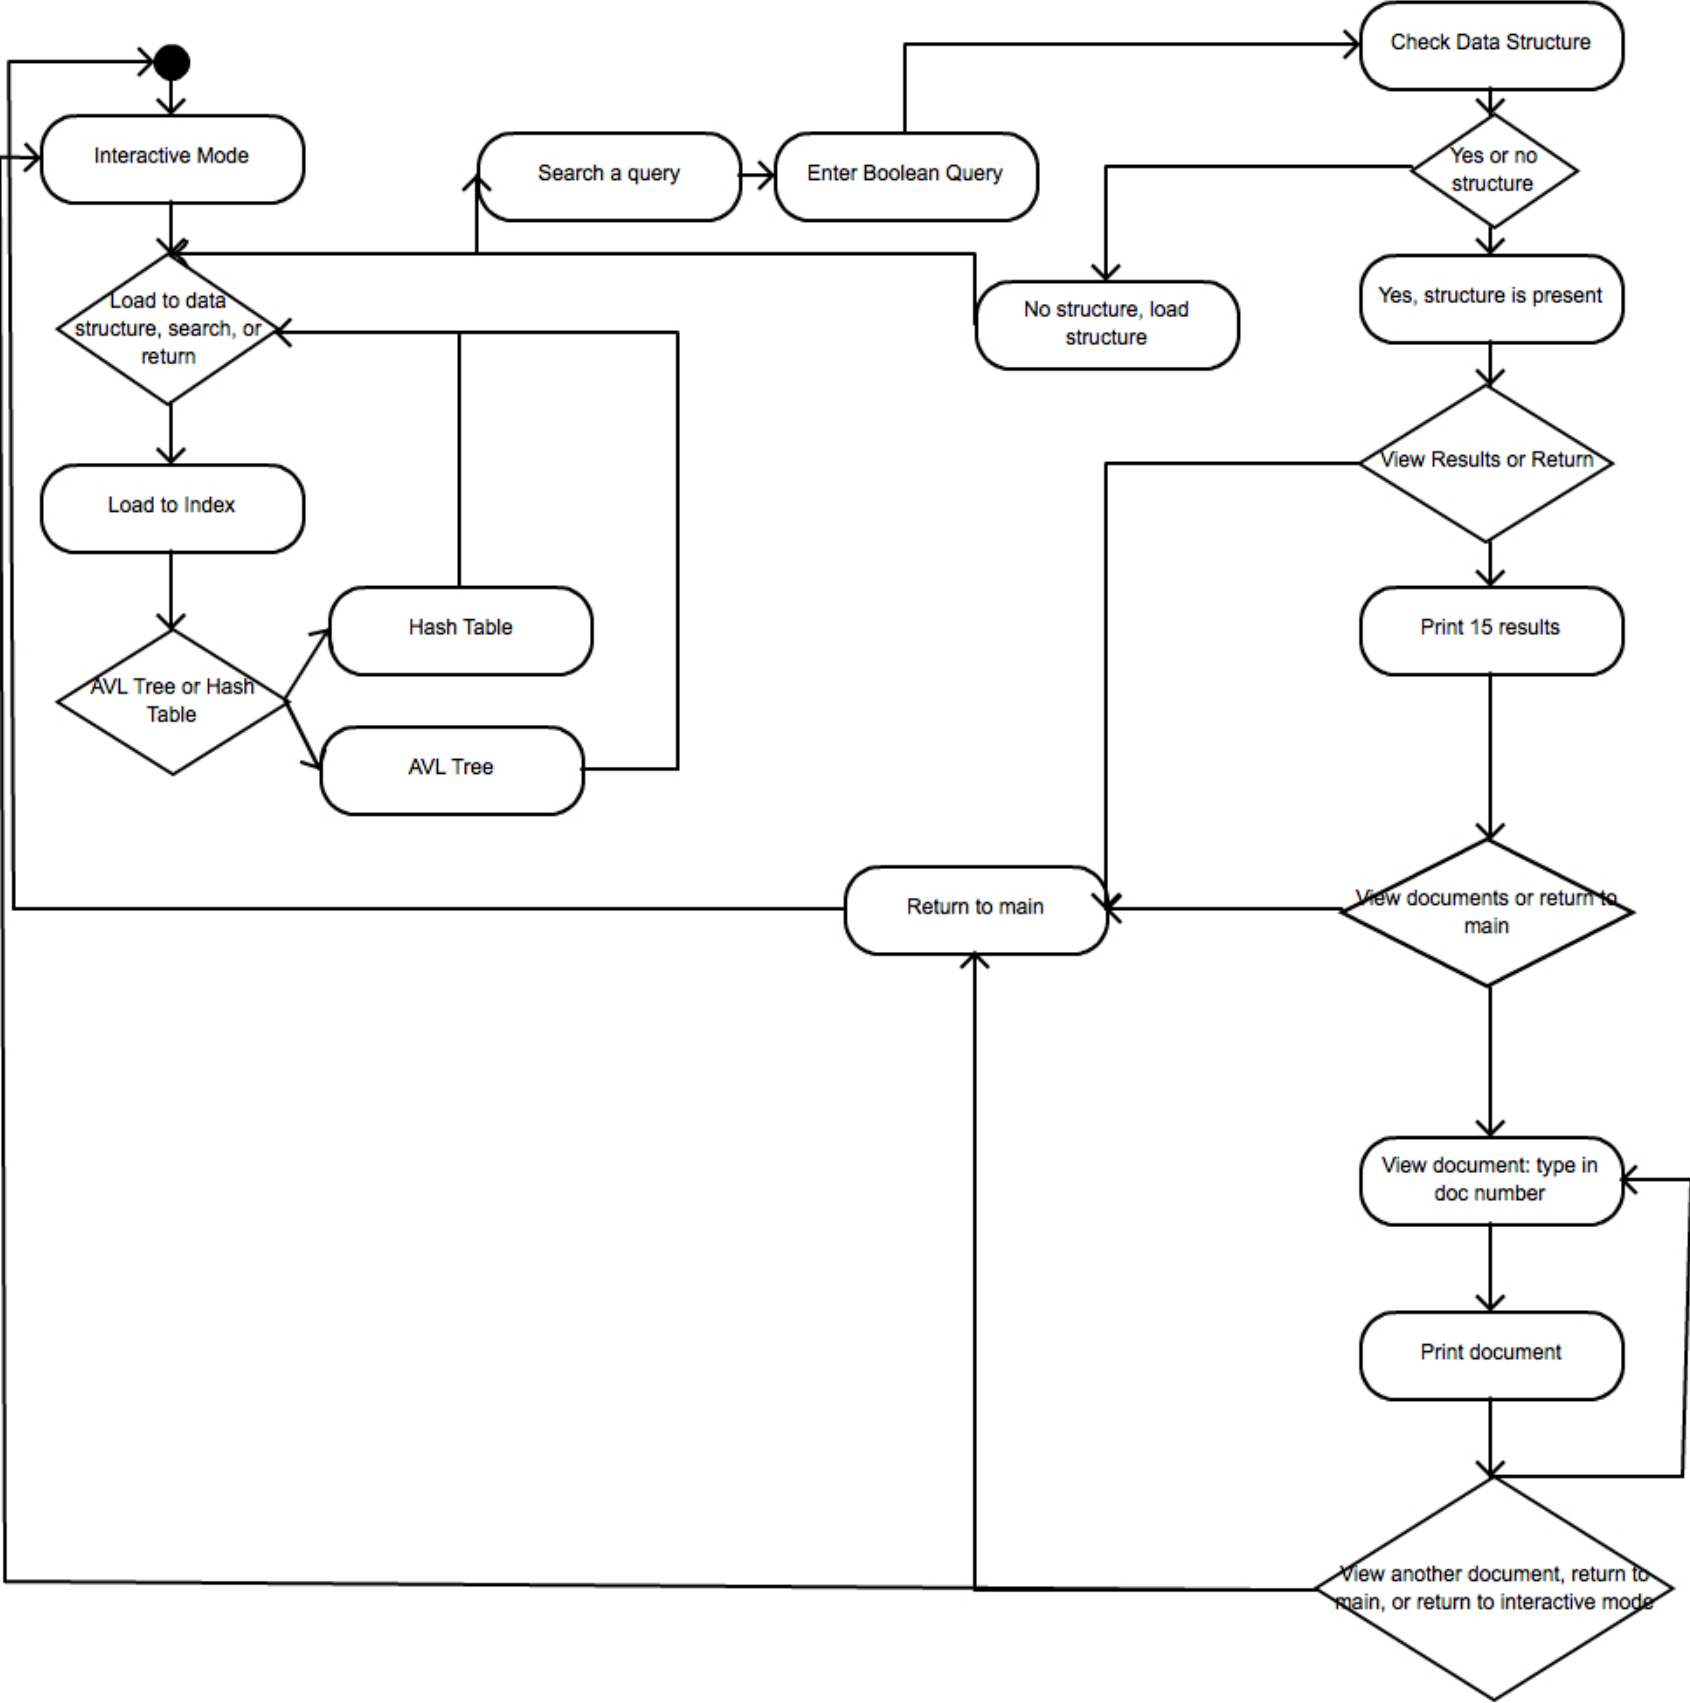 Check Data Structure
Interactive Mode
Search a query
Enter Boolean Query
Yes or no
structure
Load to data
structure, search, or
return
No structure, load
structure
Yes, structure is present
View Results or Return
Load to Index
Hash Table
Print 15 results
AVL Tree or Hash
Table
AVL Tree
Return to main
View documents or return to
main
View document: type in
doc number
Print document
View another document, return to
main, or return to interactive mode